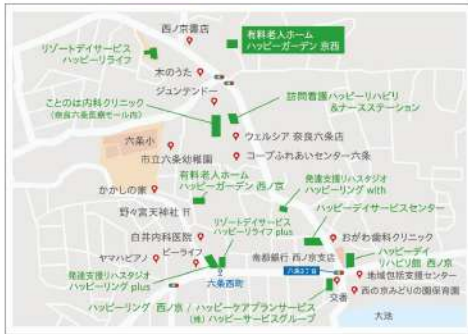 西ノ京書店
有料老人ホーム
ハッピーガーデン 京西
リゾートデイサービス
ハッピーリライフ
木のうた
ジュンテンドー
訪問看護ハッピーリハビリ
&ナースステーション
ことのは内科クリニック
(奈良六条医療モール内)
ウェルシア 奈良六条店
六条小
市立六条幼稚園
コープふれあいセンター六条
有料老人ホーム
ハッピーガーデン 西ノ京
発達支援リハスタジオ
ハッピーリング with
かかしの家
野々宮天神社
リゾートデイサービス
ハッピーリライフ plus
ハッピーデイサービスセンター
白井内科医院
ビーライフ
南都銀行 西ノ京支店
おがわ歯科クリニック
ヤマハピアノ
六条2丁目
ハッピーデイ
リハビリ館 西ノ京
発達支援リハスタジオ
ハッピーリング plus
六条西町
地域包括支援センター
交番
西の京みどりの園保育園
ハッピーリング 西ノ京 / ハッピーケアプランサービス
(株)ハッピーサービスグループ
大池